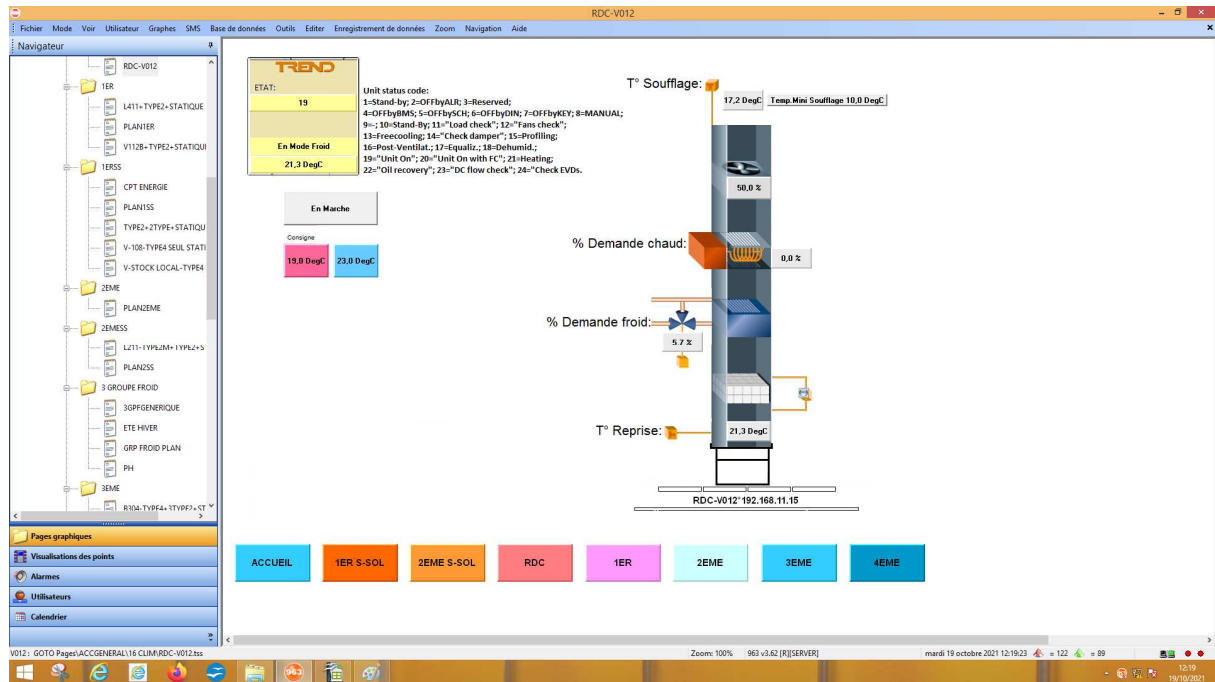 RDC-V012
Fichier Mode Voir Utilisateur Graphes SMS Base de données Outils Editer Enregistrement de données Zoom Navigation Aide
Navigateur
RDC-V012
1ER
L411+TYPE2+STATIQUE
PLAN1ER
V112B+TYPE2+STATIQUI
1ERSS
CPT ENERGIE
PLAN1SS
TYPE2+2TYPE+STATIQU
V-108-TYPE4 SEUL STATI
V-STOCK LOCAL-TYPE4
2EME
PLAN2EME
2EMESS
L211-TYPE2M+TYPE2+S
PLAN2SS
3 GROUPE FROID
3GPFGENERIQUE
ETE HIVER
GRP FROID PLAN
PH
3EME
B304-TYPE4+3TYPE2+ST
Pages graphiques
Visualisations des points
Alarmes
Utilisateurs
Calendrier
TREND
ETAT:
19
En Mode Froid
21,3 DegC
Unit status code:
1=Stand-by; 2=OFFbyALR; 3=Reserved;
4=OFFbyBMS; 5=OFFbySCH; 6=OFFbyDIN; 7=OFFbyKEY; 8=MANUAL;
9=-; 10=Stand-By; 11="Load check"; 12="Fans check";
13=Freecooling; 14="Check damper"; 15=Profiling;
16=Post-Ventilat.; 17=Equaliz.; 18=Dehumid.;
19="Unit On"; 20="Unit On with FC"; 21=Heating;
22="Oil recovery"; 23="DC flow check"; 24="Check EVDs.
En Marche
Consigne
19,0 DegC 23,0 DegC
T° Soufflage:
17,2 DegC Temp.Mini Soufflage 10,0 DegC
50,0 %
% Demande chaud:
0,0 %
% Demande froid:
5.7 %
T° Reprise:
21,3 DegC
RDC-V012°192.168.11.15
ACCUEIL 1ER S-SOL 2EME S-SOL RDC 1ER 2EME 3EME 4EME
V012 : GOTO Pages\ACCGENERAL\16 CLIM\RDC-V012.tss Zoom: 100% 963 v3.62 [R][SERVER] mardi 19 octobre 2021 12:19:23 = 122 = 89
963
12:19
19/10/2021